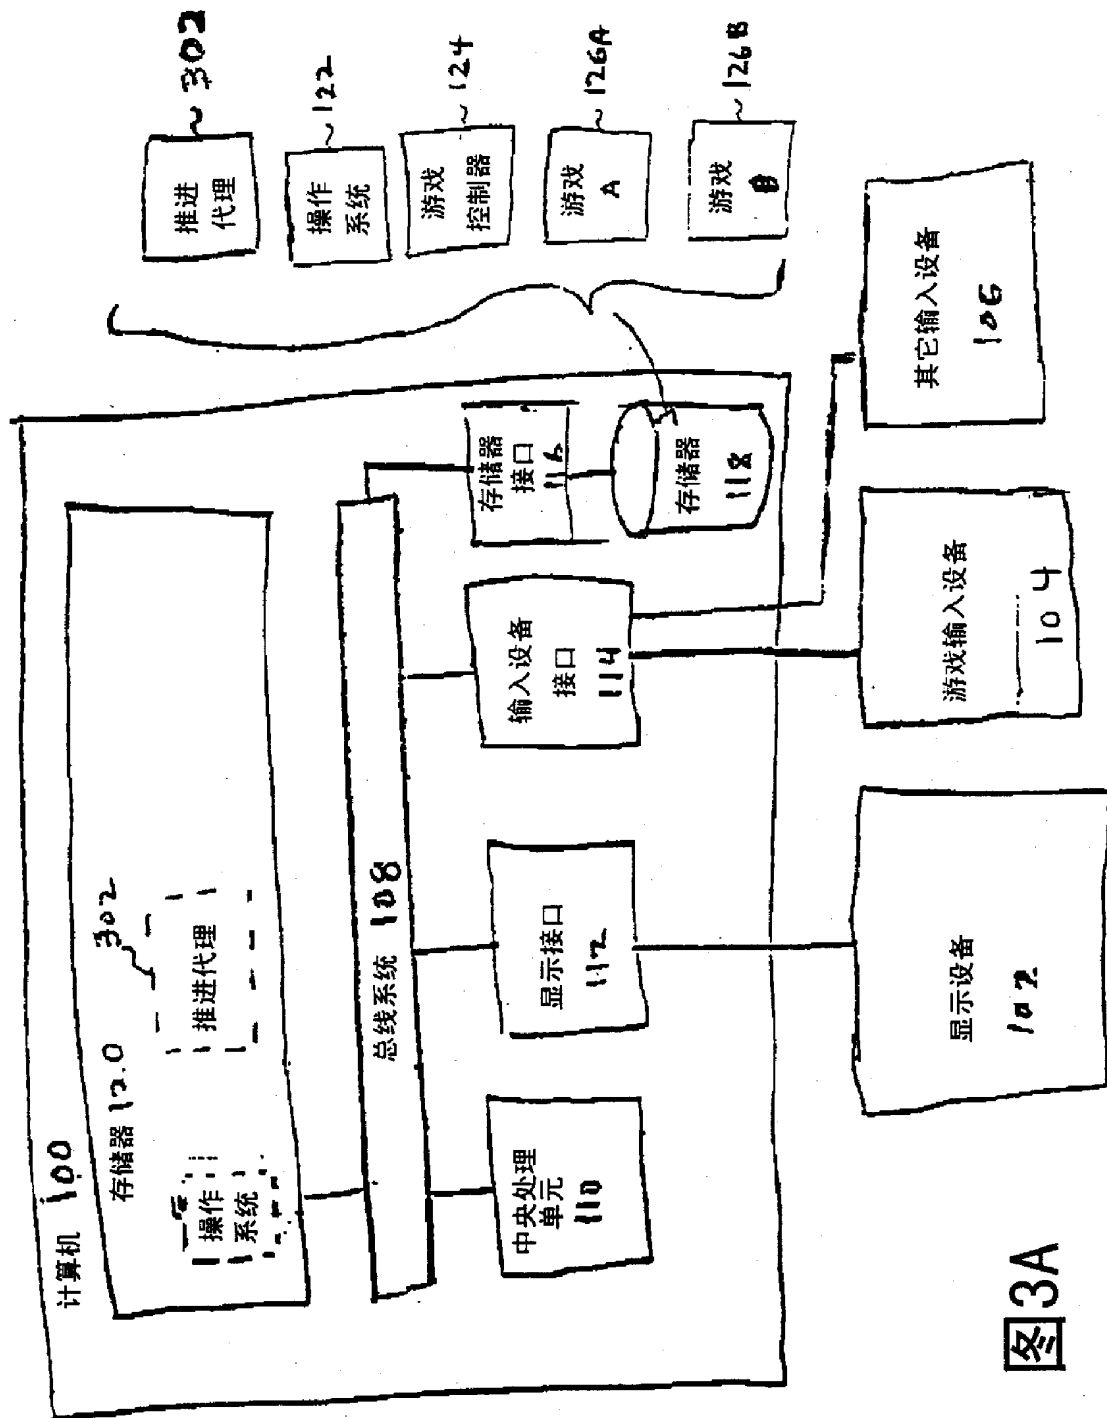 计算机 100
存储器 120
操作
系统
302
推进代理
总线系统 108
中央处理
单元
110
显示接口
112
输入设备
接口
114
存储器
接口
116
存储器
118
显示设备
102
游戏输入设备
104
其它输入设备
106
推进
代理
302
操作
系统
122
游戏
控制器
124
游戏
A
126A
游戏
B
126B
图3A